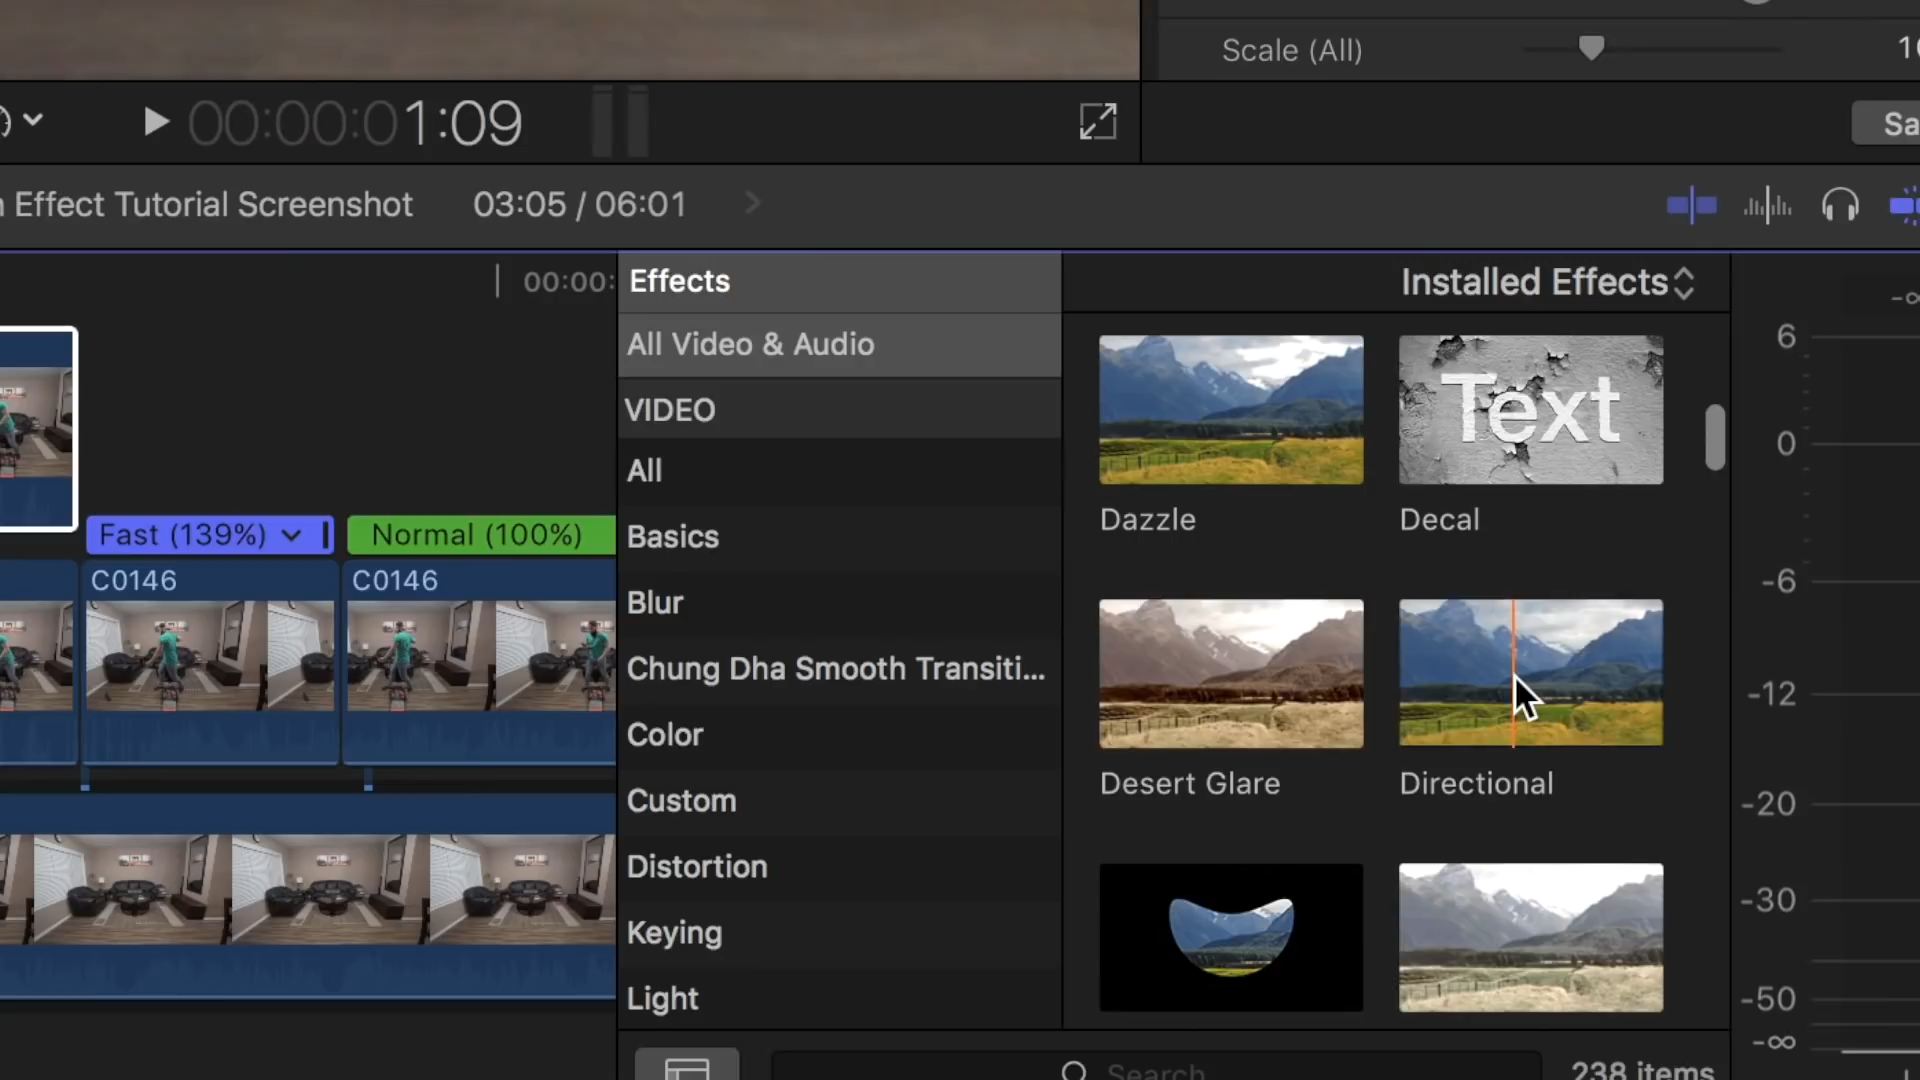 Scale (All)
00:00:01:09
Effect Tutorial Screenshot
03:05 / 06:01
00:00:
Effects
Installed Effects
All Video & Audio
VIDEO
All
Basics
Blur
Chung Dha Smooth Transiti...
Color
Custom
Distortion
Keying
Light
Fast (139%)
Normal (100%)
C0146
C0146
Text
Dazzle
Decal
Desert Glare
Directional
Search
238 items
6
0
-6
-12
-20
-30
-50
-∞